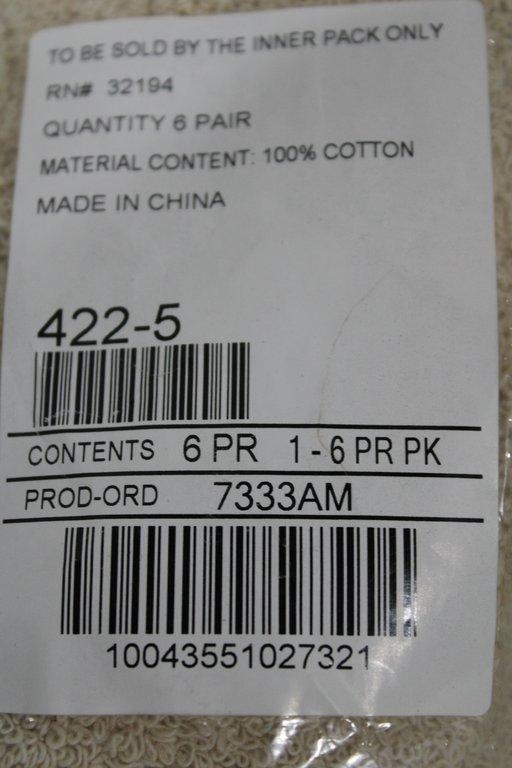 TO BE SOLD BY THE INNER PACK ONLY
RN# 32194
QUANTITY 6 PAIR
MATERIAL CONTENT: 100% COTTON
MADE IN CHINA
422-5
CONTENTS 6 PR 1 - 6 PR PK
PROD-ORD 7333AM
10043551027321